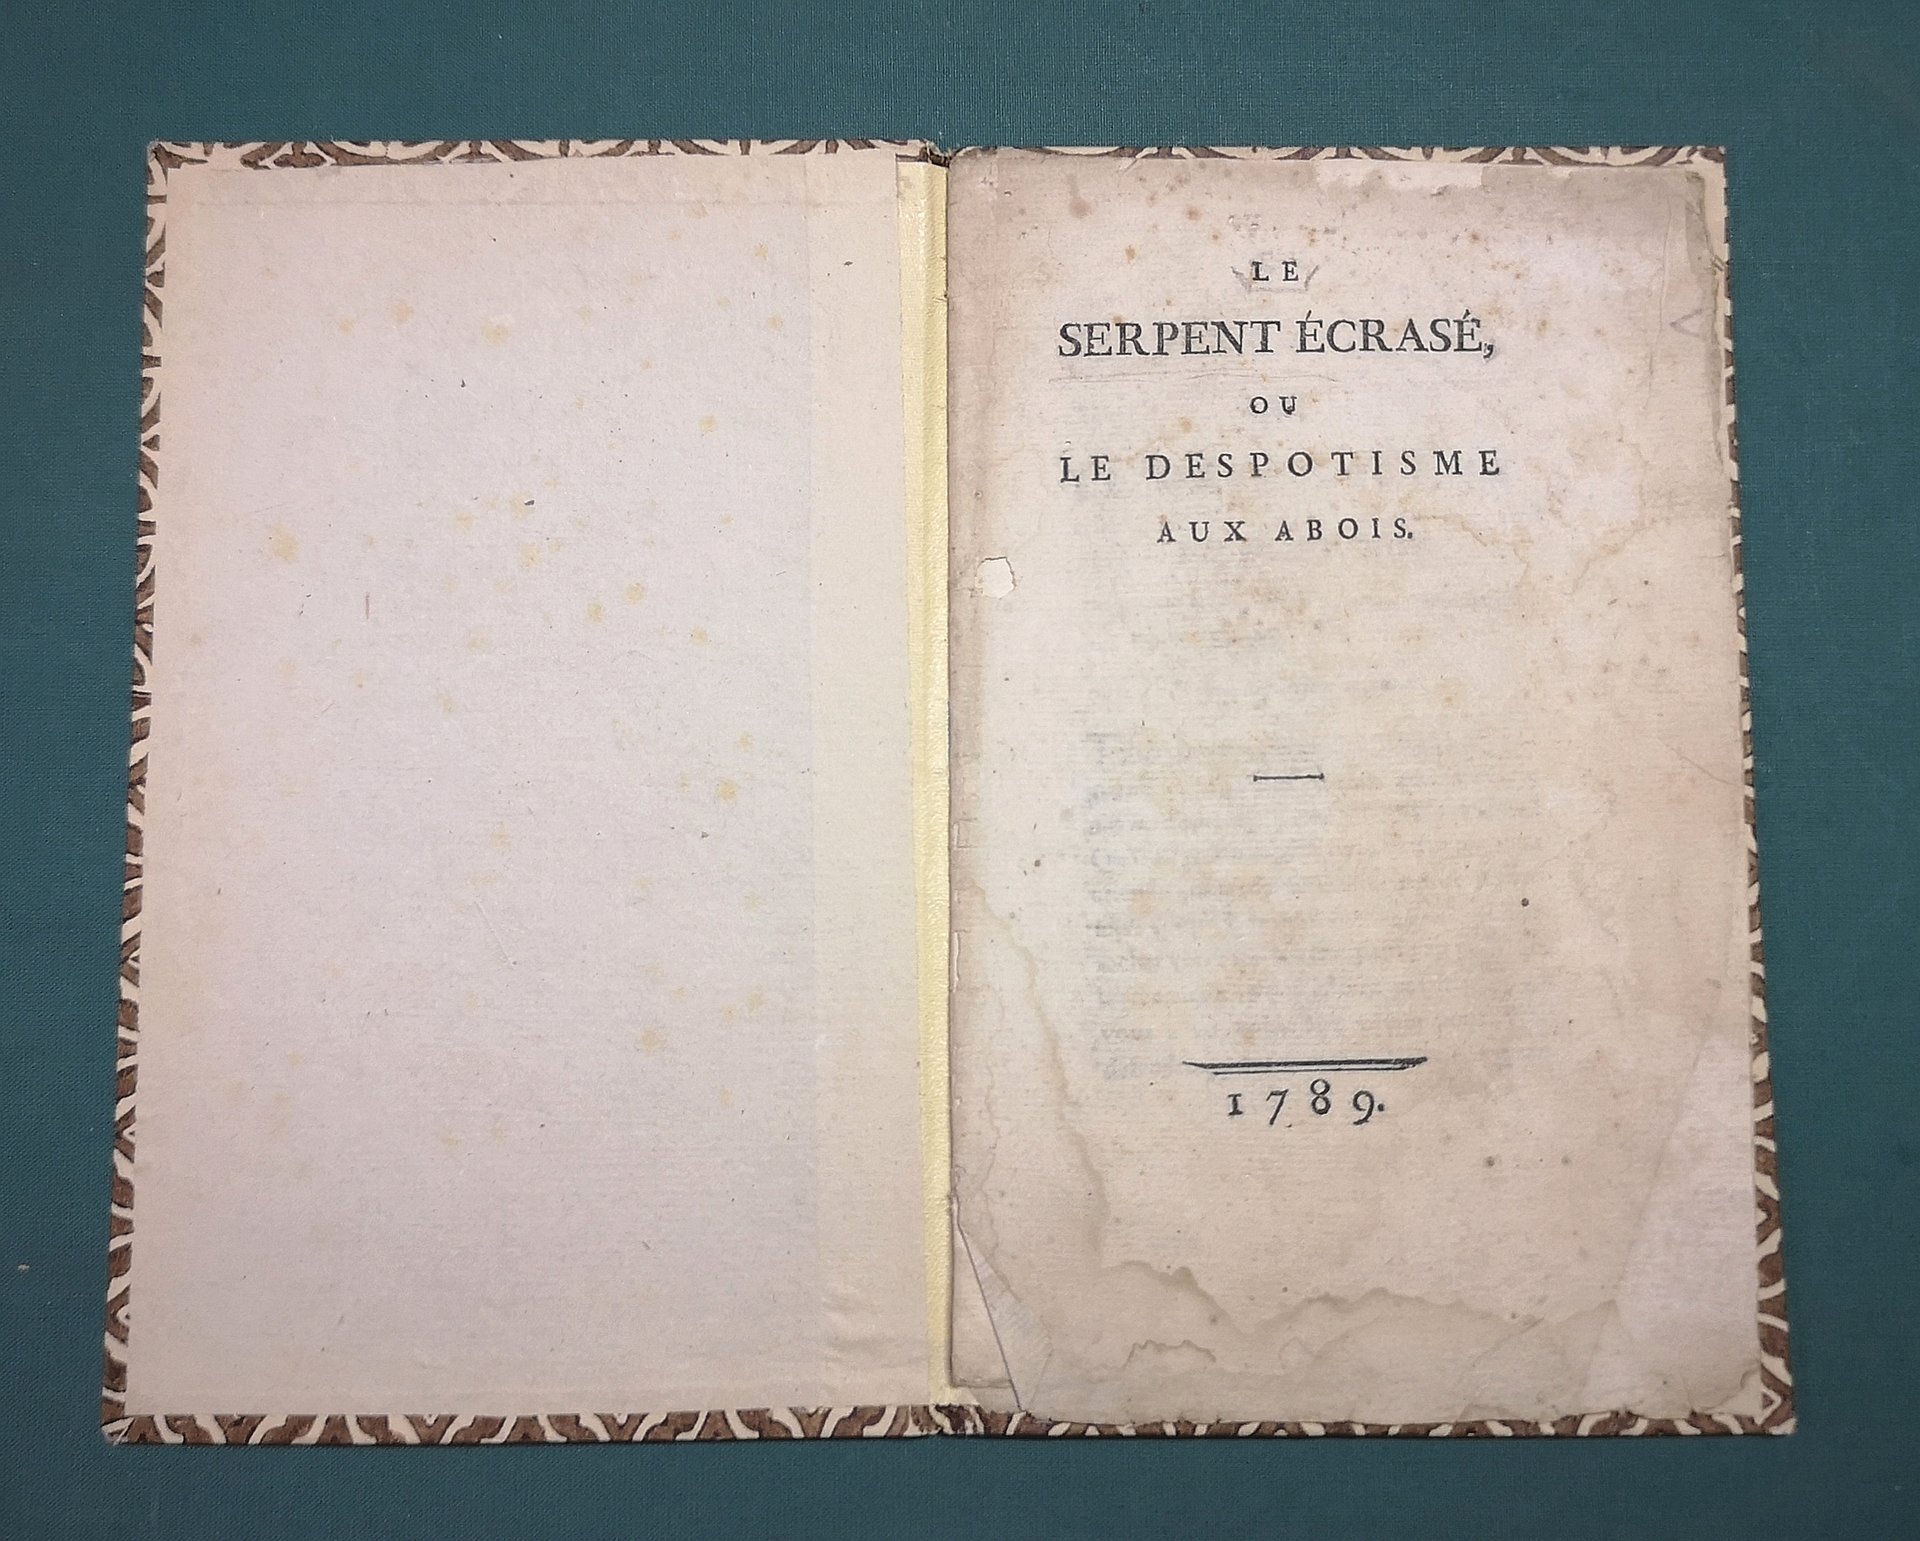 LE
SERPENT ÉCRASÉ,
OU
LE DESPOTISME
AUX ABOIS.
1789.